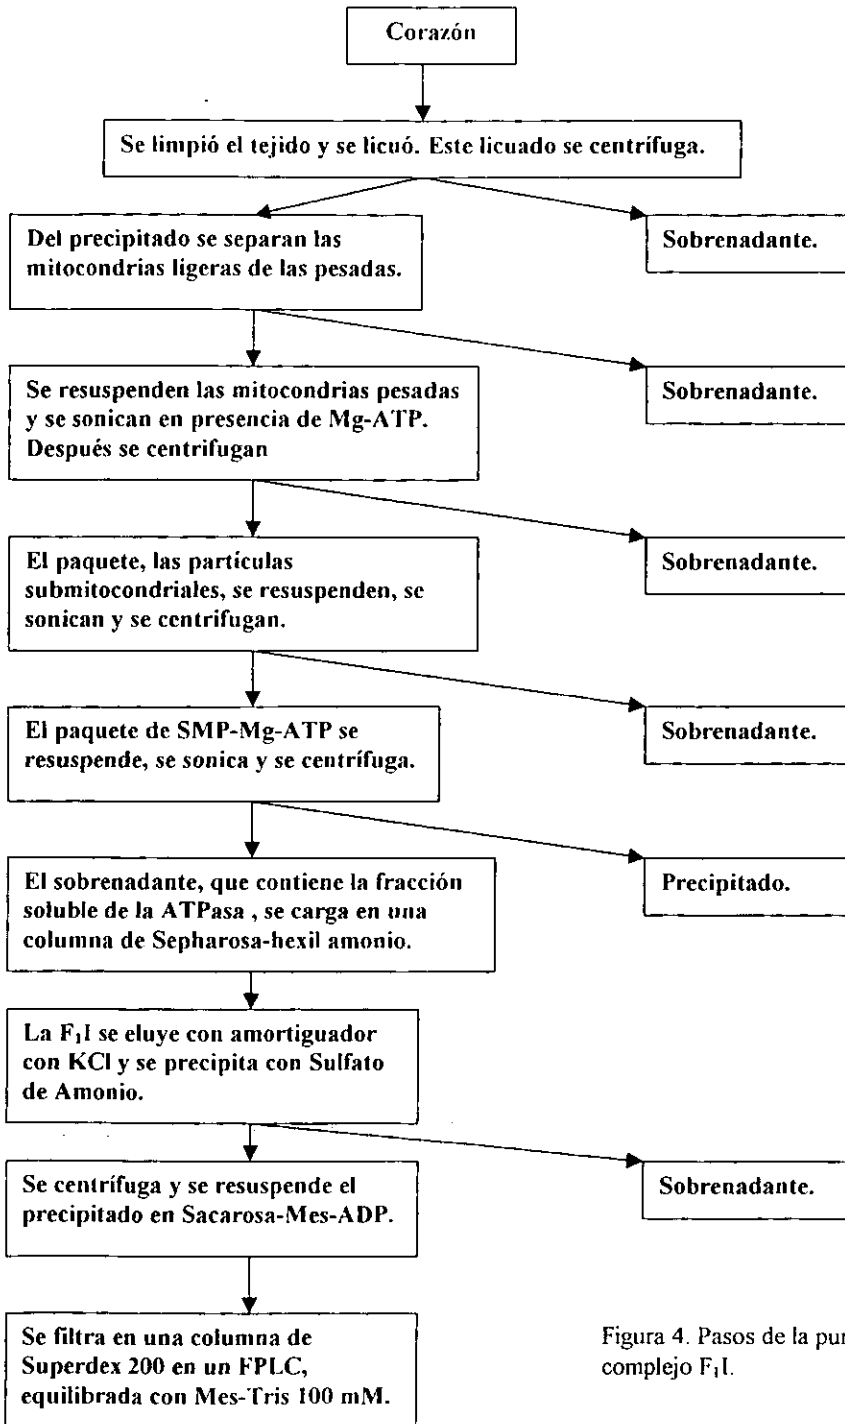 Corazón
Se limpió el tejido y se licuó. Este licuado se centrífuga.
Del precipitado se separan las
mitocondrias ligeras de las pesadas.
Sobrenadante.
Se resuspenden las mitocondrias pesadas
y se sonican en presencia de Mg-ATP.
Después se centrifugan
Sobrenadante.
El paquete, las partículas
submitocondriales, se resuspenden, se
sonican y se centrifugan.
Sobrenadante.
El paquete de SMP-Mg-ATP se
resuspende, se sonica y se centrífuga.
Sobrenadante.
El sobrenadante, que contiene la fracción
soluble de la ATPasa , se carga en una
columna de Sepharosa-hexil amonio.
Precipitado.
La F₁I se eluye con amortiguador
con KCl y se precipita con Sulfato
de Amonio.
Se centrífuga y se resuspende el
precipitado en Sacarosa-Mes-ADP.
Sobrenadante.
Se filtra en una columna de
Superdex 200 en un FPLC,
equilibrada con Mes-Tris 100 mM.
Figura 4. Pasos de la pur
complejo F₁I.